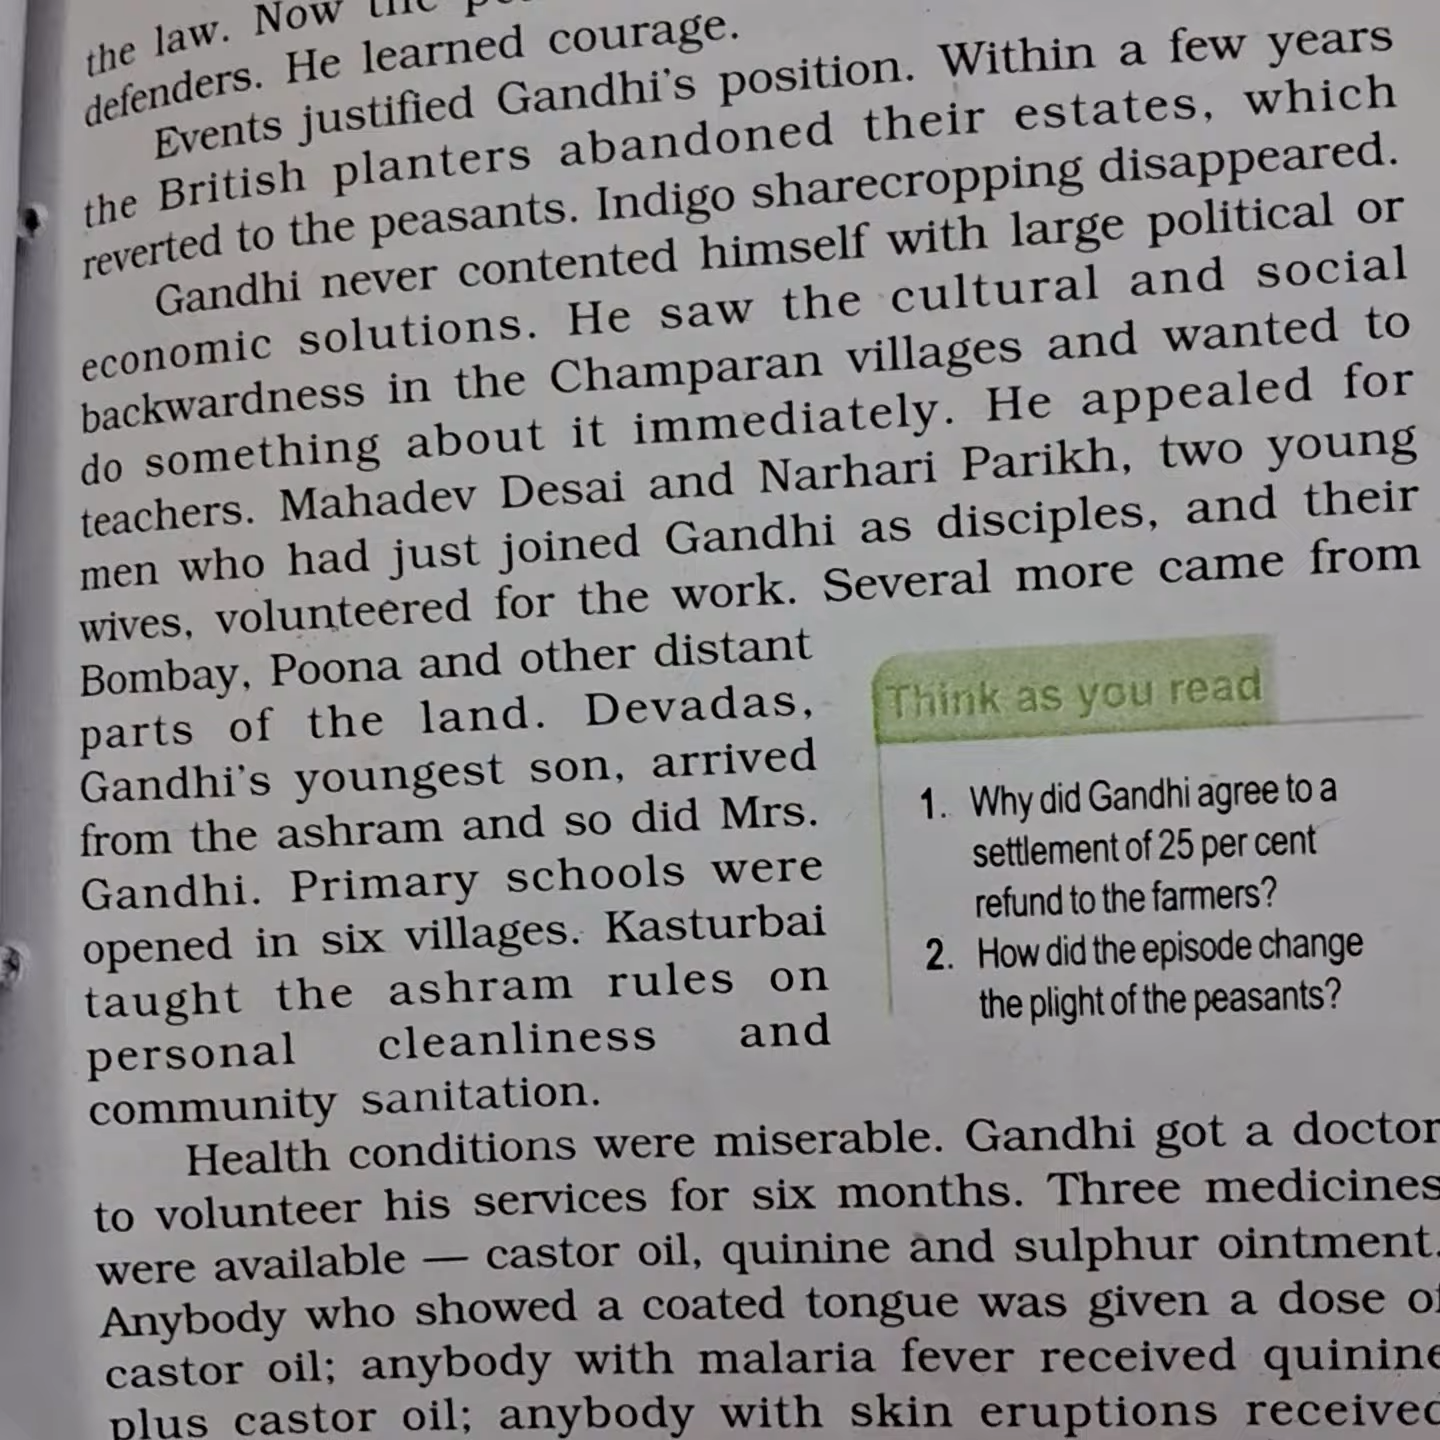 the law. Now the
defenders. He learned courage.
Events justified Gandhi's position. Within a few years
the British planters abandoned their estates, which
reverted to the peasants. Indigo sharecropping disappeared.
Gandhi never contented himself with large political or
economic solutions. He saw the cultural and social
backwardness in the Champaran villages and wanted to
do something about it immediately. He appealed for
teachers. Mahadev Desai and Narhari Parikh, two young
men who had just joined Gandhi as disciples, and their
wives, volunteered for the work. Several more came from
Bombay, Poona and other distant
parts of the land. Devadas,
Gandhi's youngest son, arrived
from the ashram and so did Mrs.
Gandhi. Primary schools were
opened in six villages. Kasturbai
taught the ashram rules on
personal cleanliness and
community sanitation.
Think as you read
1. Why did Gandhi agree to a
settlement of 25 per cent
refund to the farmers?
2. How did the episode change
the plight of the peasants?
Health conditions were miserable. Gandhi got a doctor
to volunteer his services for six months. Three medicines
were available — castor oil, quinine and sulphur ointment.
Anybody who showed a coated tongue was given a dose of
castor oil; anybody with malaria fever received quinine
plus castor oil; anybody with skin eruptions received